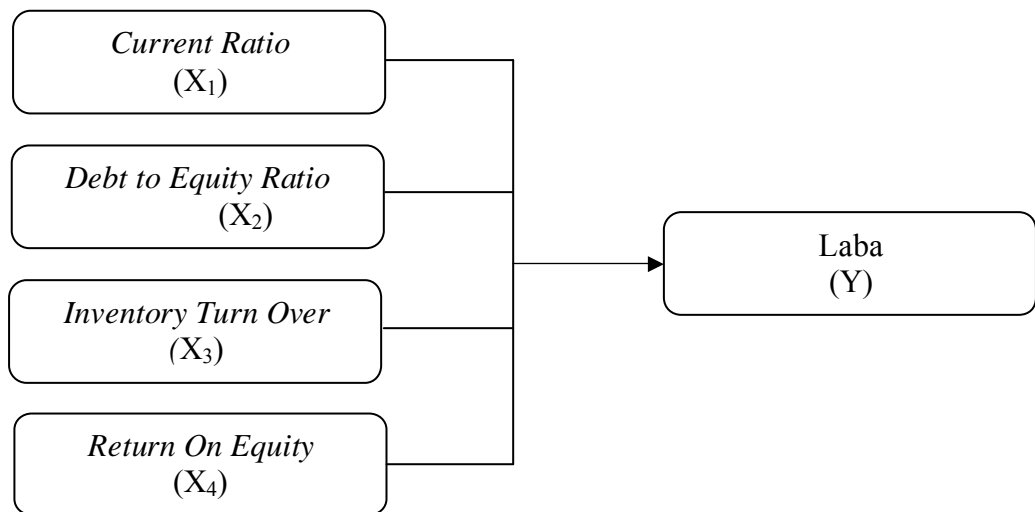 Current Ratio
(X₁)
Debt to Equity Ratio
(X₂)
Inventory Turn Over
(X₃)
Return On Equity
(X₄)
Laba
(Y)